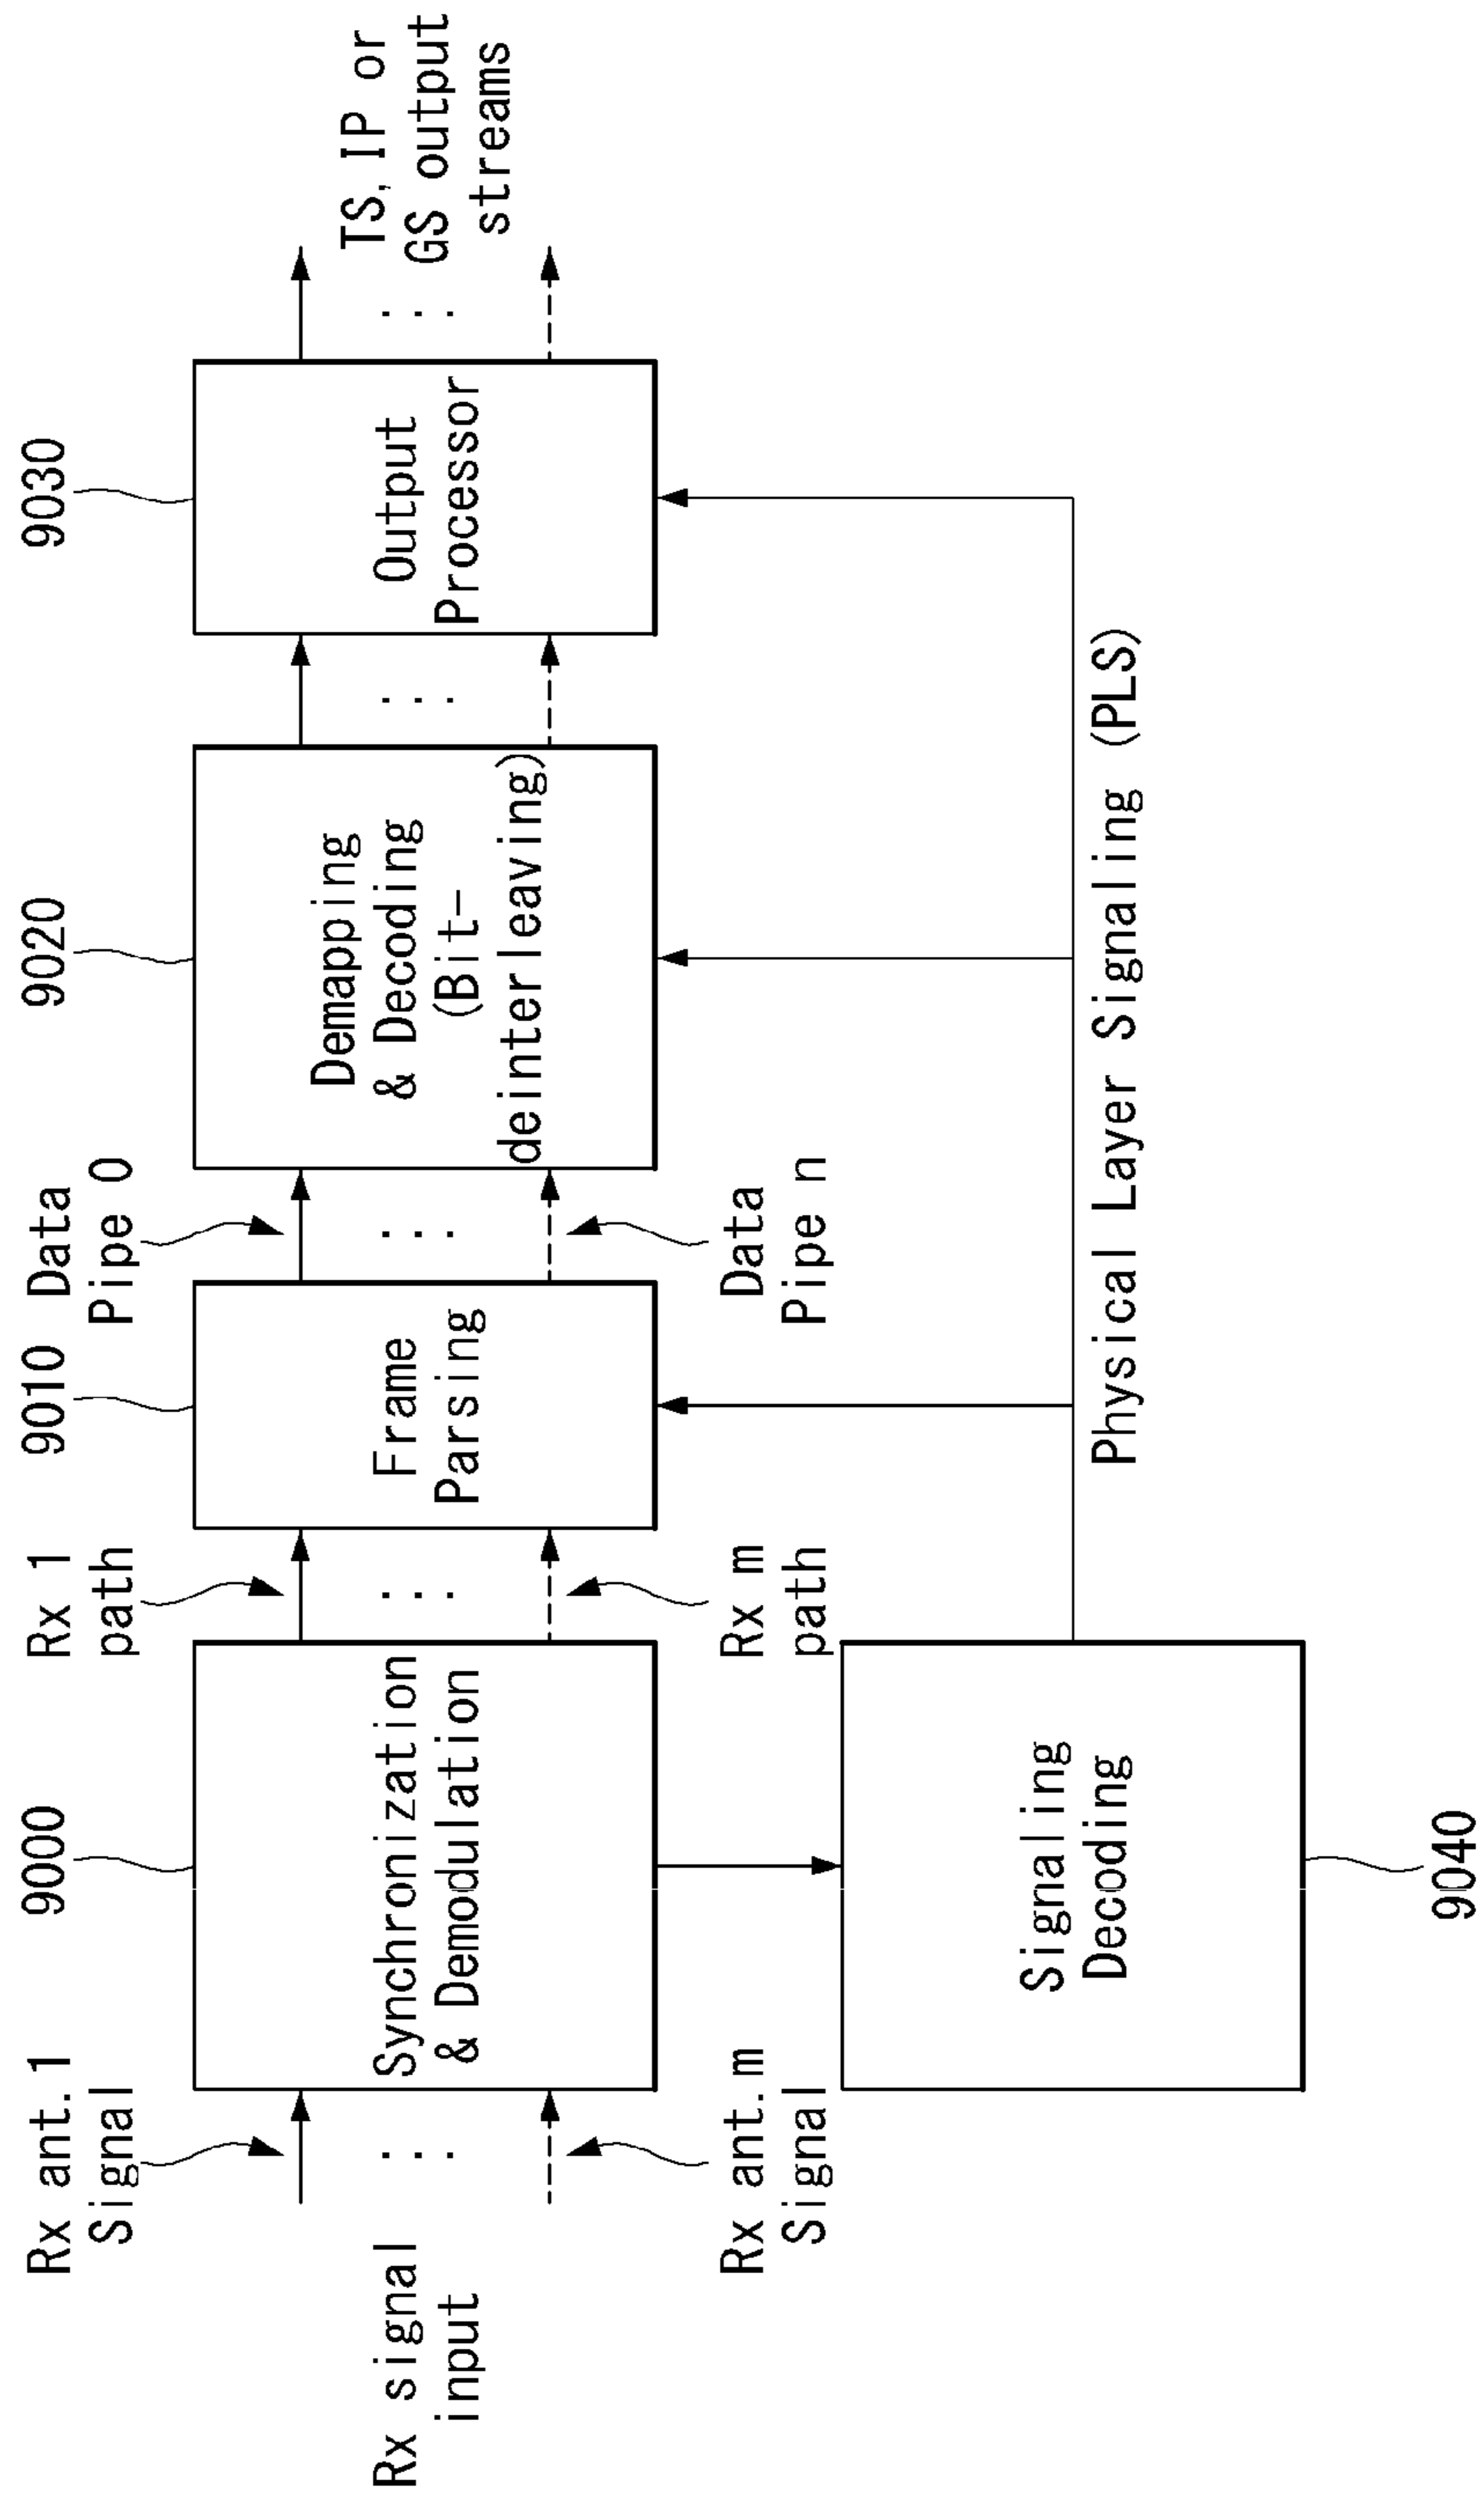 9000
9010
9020
9030
Rx ant.1
Signal
Rx 1
path
Data
Pipe 0
Rx signal
input
Synchronization
& Demodulation
Frame
Parsing
Demapping
& Decoding
(Bit-
deinterleaving)
Output
Processor
TS, IP or
GS output
streams
Rx ant.m
Signal
Rx m
path
Data
Pipe n
Signaling
Decoding
Physical Layer Signaling (PLS)
9040